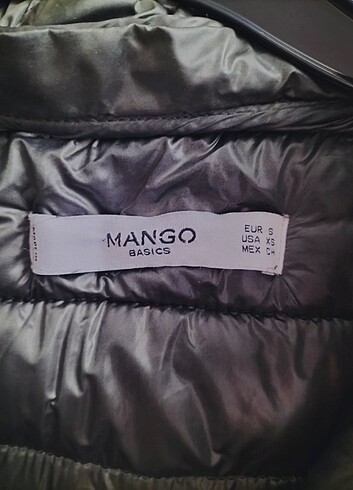 MANGO
BASICS
EUR S
USA XS
MEX CH